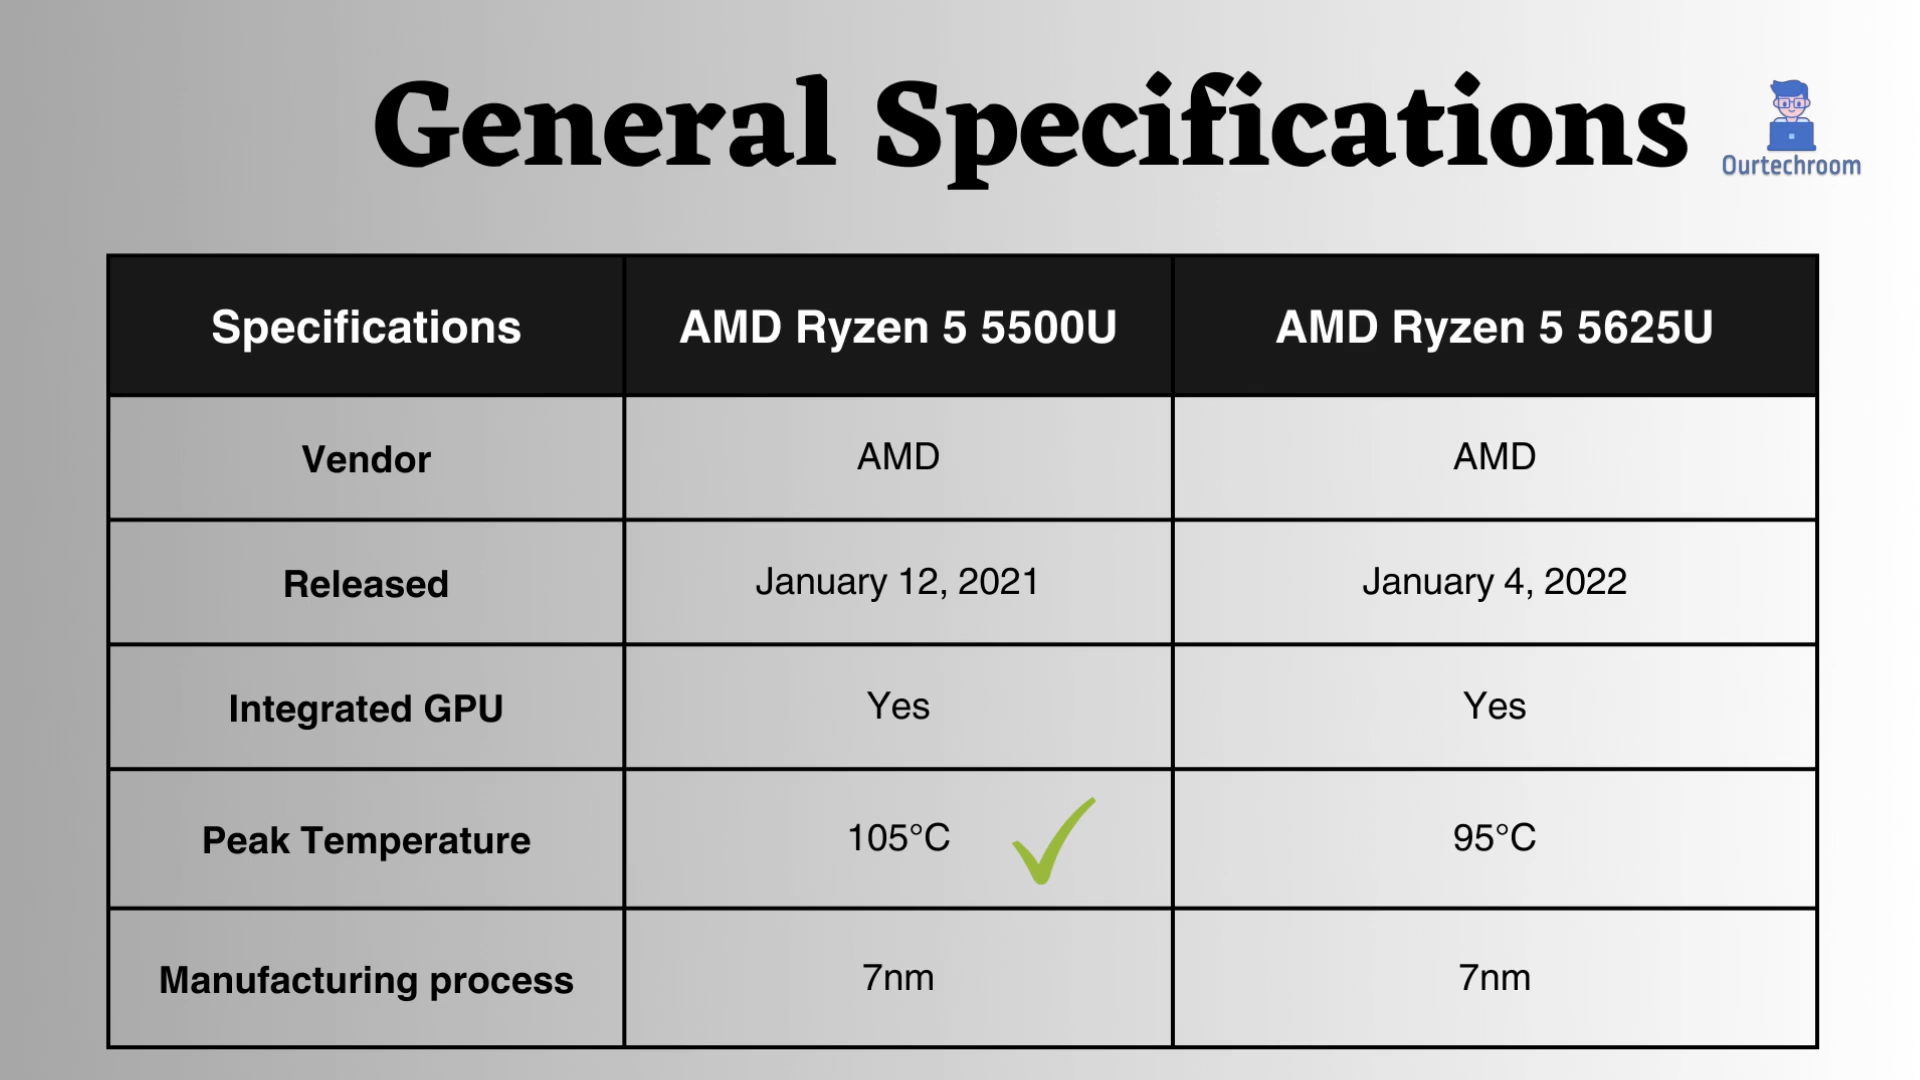 General Specifications
Ourtechroom
Specifications AMD Ryzen 5 5500U AMD Ryzen 5 5625U
Vendor AMD AMD
Released January 12, 2021 January 4, 2022
Integrated GPU Yes Yes
Peak Temperature 105°C 95°C
Manufacturing process 7nm 7nm